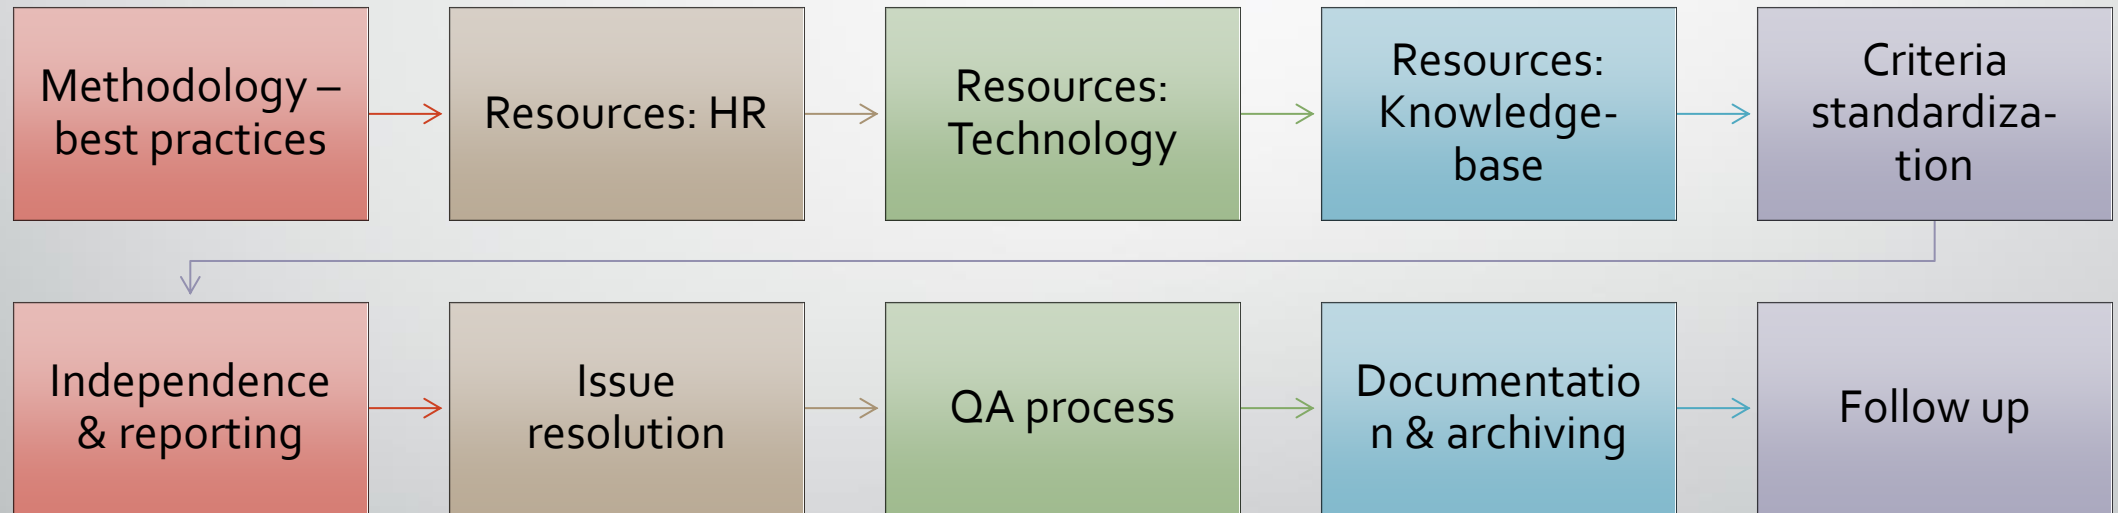 Methodology –
best practices
Resources: HR
Resources:
Technology
Resources:
Knowledge-
base
Criteria
standardiza-
tion
Independence
& reporting
Issue
resolution
QA process
Documentatio
n & archiving
Follow up